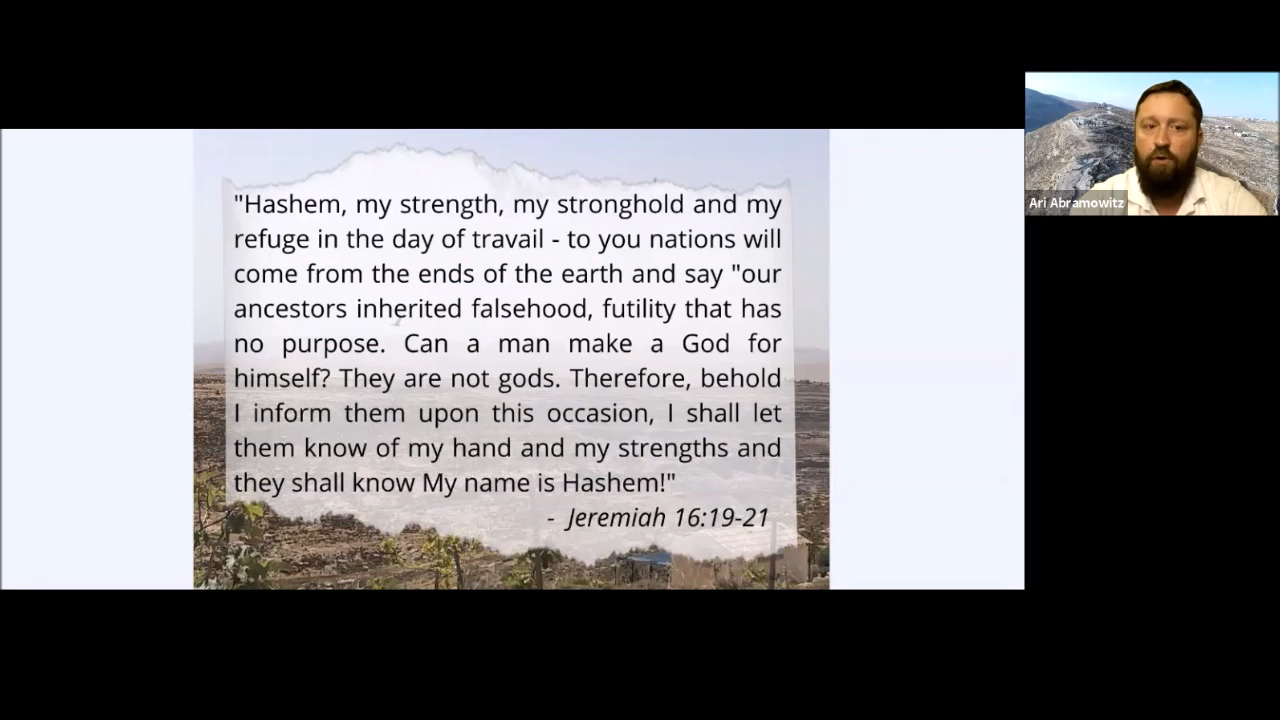 "Hashem, my strength, my stronghold and my
refuge in the day of travail - to you nations will
come from the ends of the earth and say "our
ancestors inherited falsehood, futility that has
no purpose. Can a man make a God for
himself? They are not gods. Therefore, behold
I inform them upon this occasion, I shall let
them know of my hand and my strengths and
they shall know My name is Hashem!"
- Jeremiah 16:19-21
Ari Abramowitz